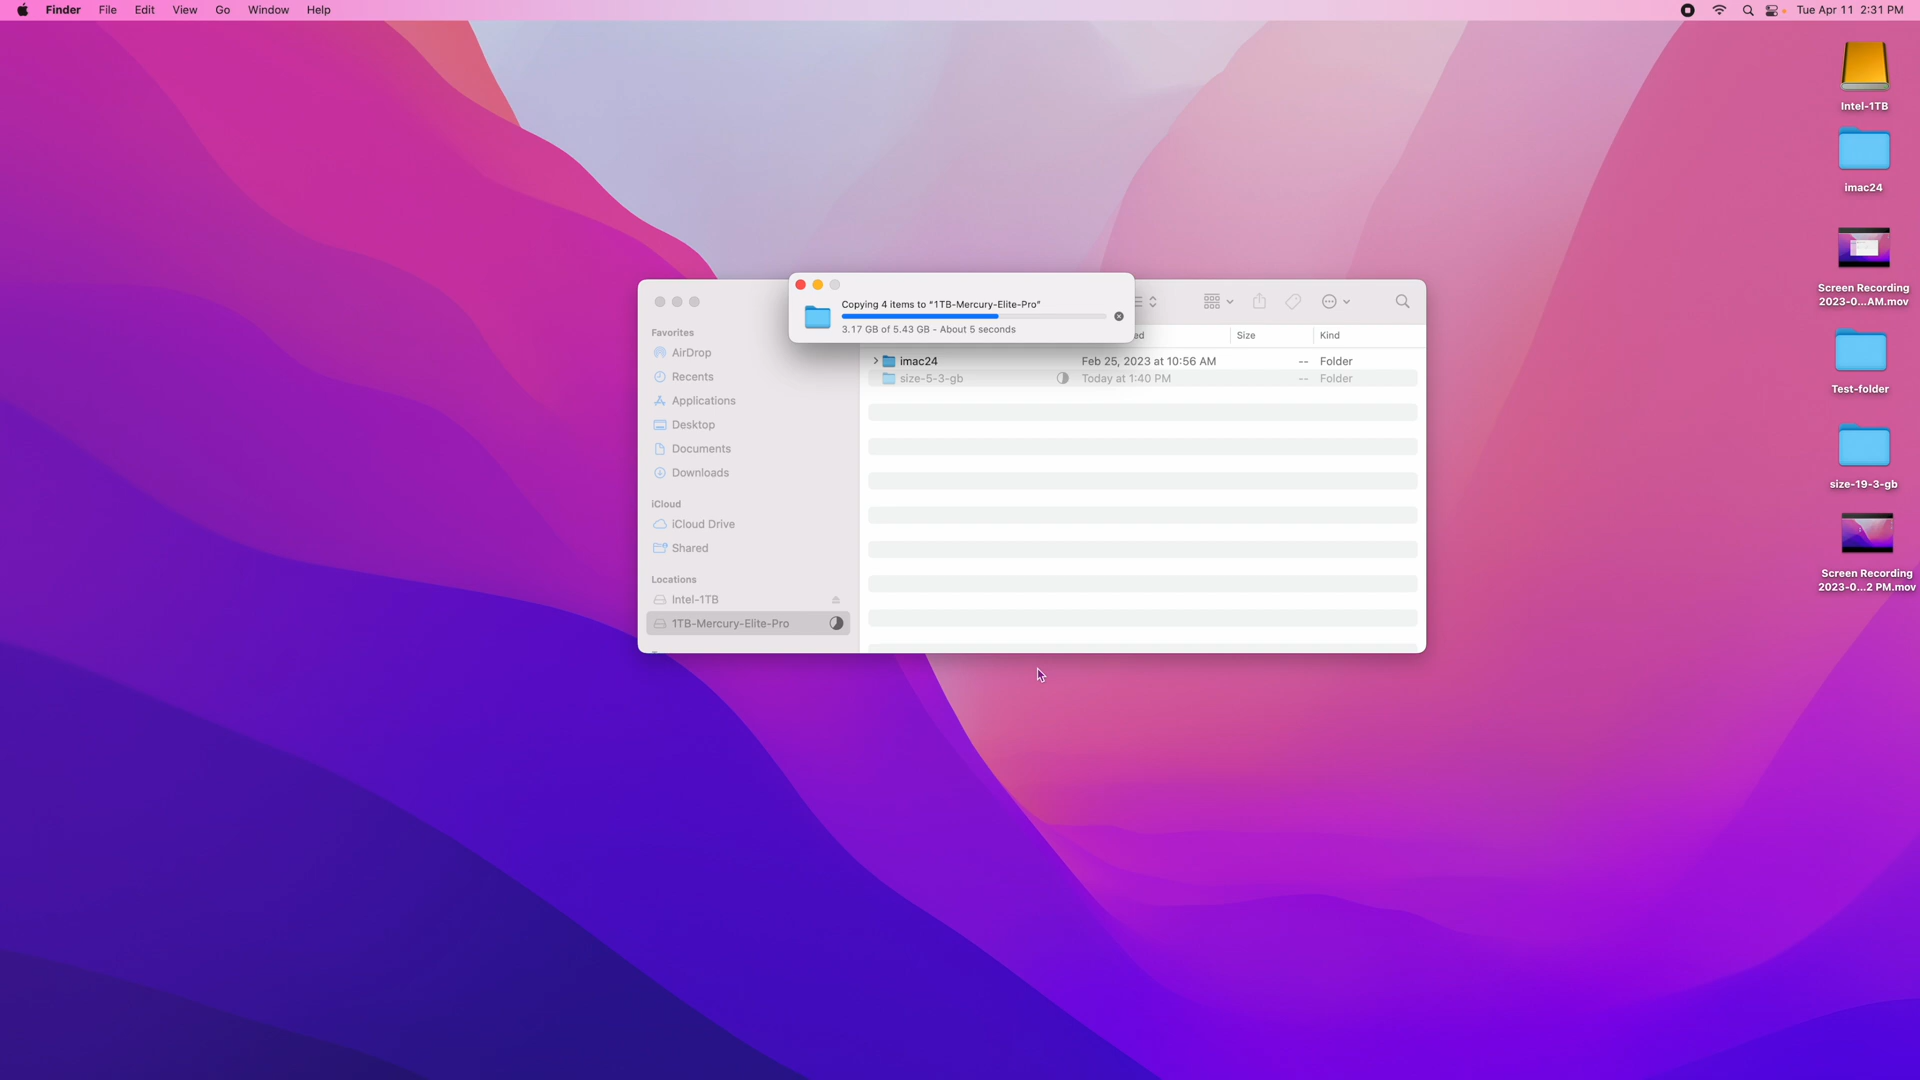 Finder File Edit View Go Window Help
Tue Apr 11 2:31 PM
Copying 4 items to "1TB-Mercury-Elite-Pro"
3.17 GB of 5.43 GB - About 5 seconds
ed Size Kind
imac24 Feb 25, 2023 at 10:56 AM -- Folder
size-5-3-gb Today at 1:40 PM -- Folder
Favorites
AirDrop
Recents
Applications
Desktop
Documents
Downloads
iCloud
iCloud Drive
Shared
Locations
Intel-1TB
1TB-Mercury-Elite-Pro
Intel-1TB
imac24
Screen Recording
2023-0...AM.mov
Test-folder
size-19-3-gb
Screen Recording
2023-0...2 PM.mov